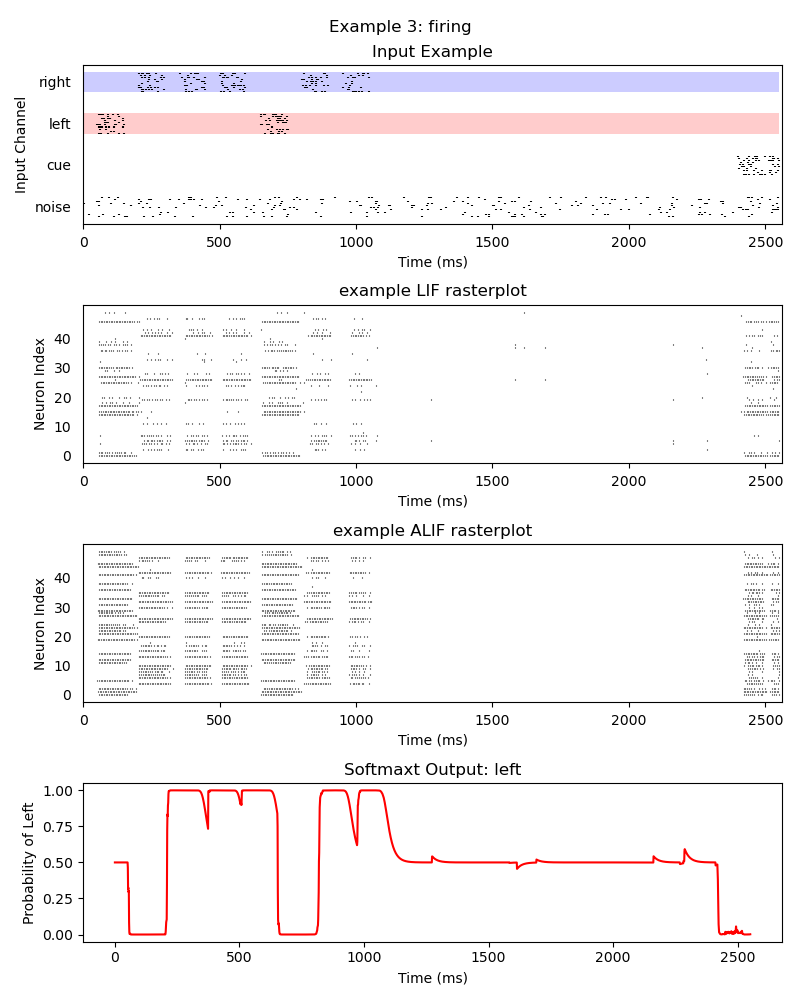 Example 3: firing
Input Example
right
left
cue
noise
Input Channel
0 500 1000 1500 2000 2500
Time (ms)
example LIF rasterplot
40
30
20
10
0
Neuron Index
0 500 1000 1500 2000 2500
Time (ms)
example ALIF rasterplot
40
30
20
10
0
Neuron Index
0 500 1000 1500 2000 2500
Time (ms)
Softmaxt Output: left
1.00
0.75
0.50
0.25
0.00
Probability of Left
0 500 1000 1500 2000 2500
Time (ms)